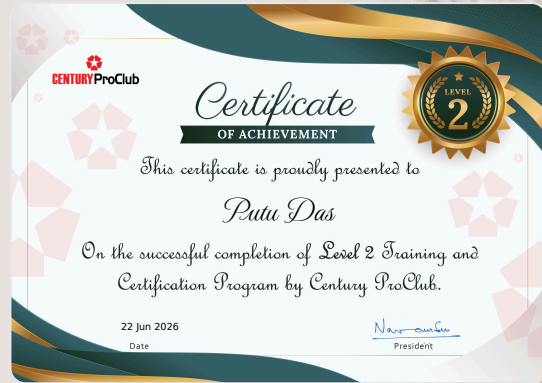 CENTURY ProClub
Certificate
OF ACHIEVEMENT
LEVEL
2
This certificate is proudly presented to
Putu Das
On the successful completion of Level 2 Training and
Certification Program by Century ProClub.
22 Jun 2026
Date
President